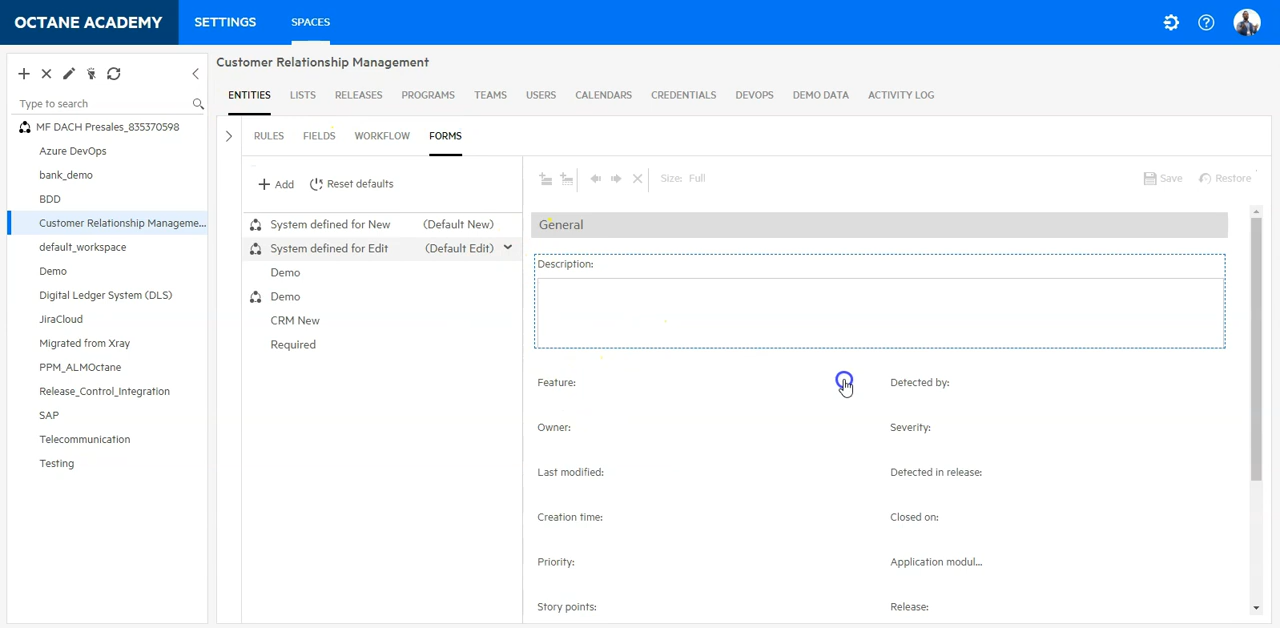 OCTANE ACADEMY
SETTINGS
SPACES
Type to search
MF DACH Presales_835370598
Azure DevOps
bank_demo
BDD
Customer Relationship Manageme...
default_workspace
Demo
Digital Ledger System (DLS)
JiraCloud
Migrated from Xray
PPM_ALMOctane
Release_Control_Integration
SAP
Telecommunication
Testing
Customer Relationship Management
ENTITIES LISTS RELEASES PROGRAMS TEAMS USERS CALENDARS CREDENTIALS DEVOPS DEMO DATA ACTIVITY LOG
RULES FIELDS WORKFLOW FORMS
Add Reset defaults
System defined for New (Default New)
System defined for Edit (Default Edit)
Demo
Demo
CRM New
Required
Size: Full
Save Restore
General
Description:
Feature: Detected by:
Owner: Severity:
Last modified: Detected in release:
Creation time: Closed on:
Priority: Application modul...
Story points: Release: